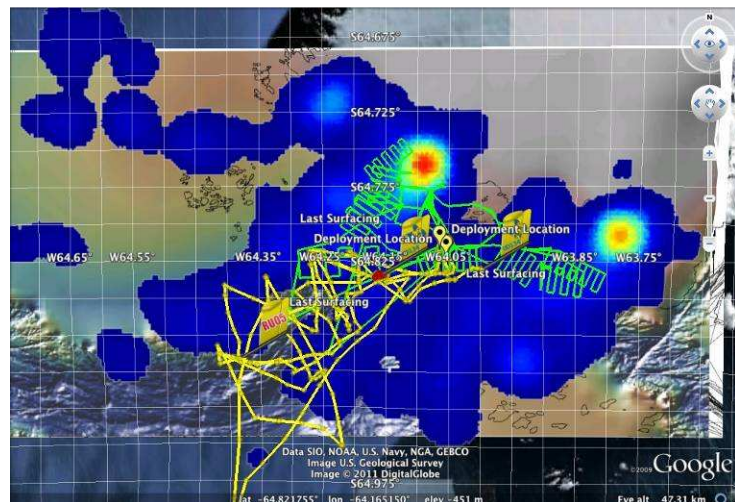 N
S64.675°
S64.725°
S64.775°
Last Surfacing
Deployment Location
Deployment Location
W64.65°
W64.55°
W64.35°
W64.25°
W64.05°
W63.85°
W63.75°
S64.825°
Last Surfacing
Last Surfacing
RU05
Data SIO, NOAA, U.S. Navy, NGA, GEBCO
Image U.S. Geological Survey
Image © 2011 DigitalGlobe
©2009 Google
S64.975°
lat -64.821755° lon -64.165150° elev -451 m
Eye alt 47.31 km